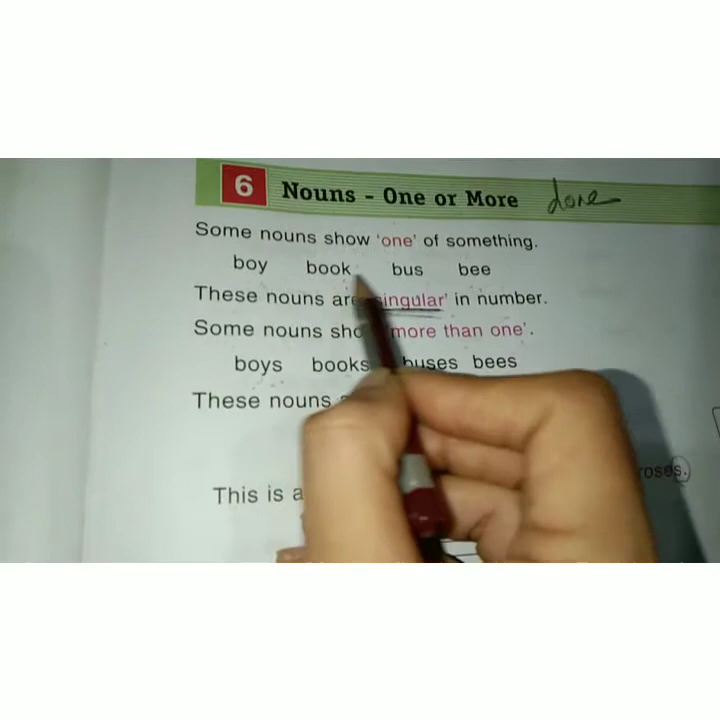 6 Nouns - One or More done
Some nouns show 'one' of something.
boy book bus bee
These nouns are singular' in number.
Some nouns sho more than one'.
boys books buses bees
These nouns
roses.
This is a